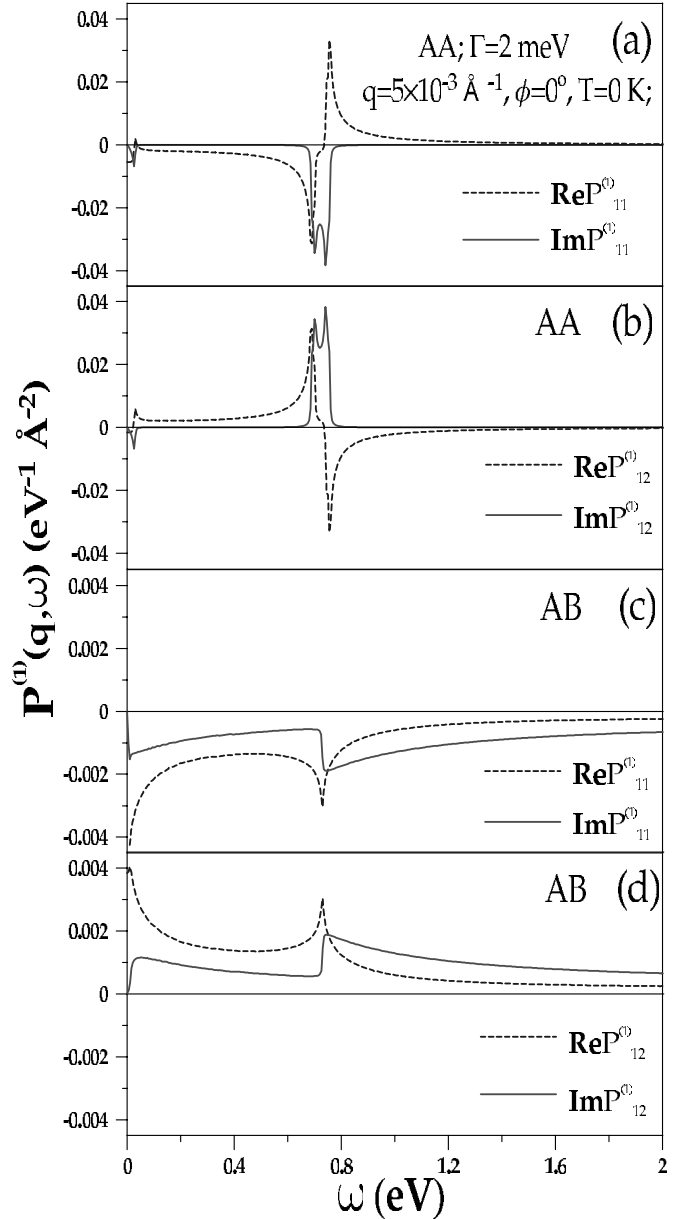 AA; Γ=2 meV (a)
q=5×10⁻³ Å⁻¹, ϕ=0°, T=0 K;
0.04
0.02
0
-0.02
-0.04
ReP⁽¹⁾₁₁
ImP⁽¹⁾₁₁
AA (b)
0.04
0.02
0
-0.02
-0.04
ReP⁽¹⁾₁₂
ImP⁽¹⁾₁₂
AB (c)
0.004
0.002
0
-0.002
-0.004
ReP⁽¹⁾₁₁
ImP⁽¹⁾₁₁
AB (d)
0.004
0.002
0
-0.002
-0.004
ReP⁽¹⁾₁₂
ImP⁽¹⁾₁₂
P⁽¹⁾(q,ω) (eV⁻¹ Å⁻²)
0 0.4 0.8 1.2 1.6 2
ω (eV)